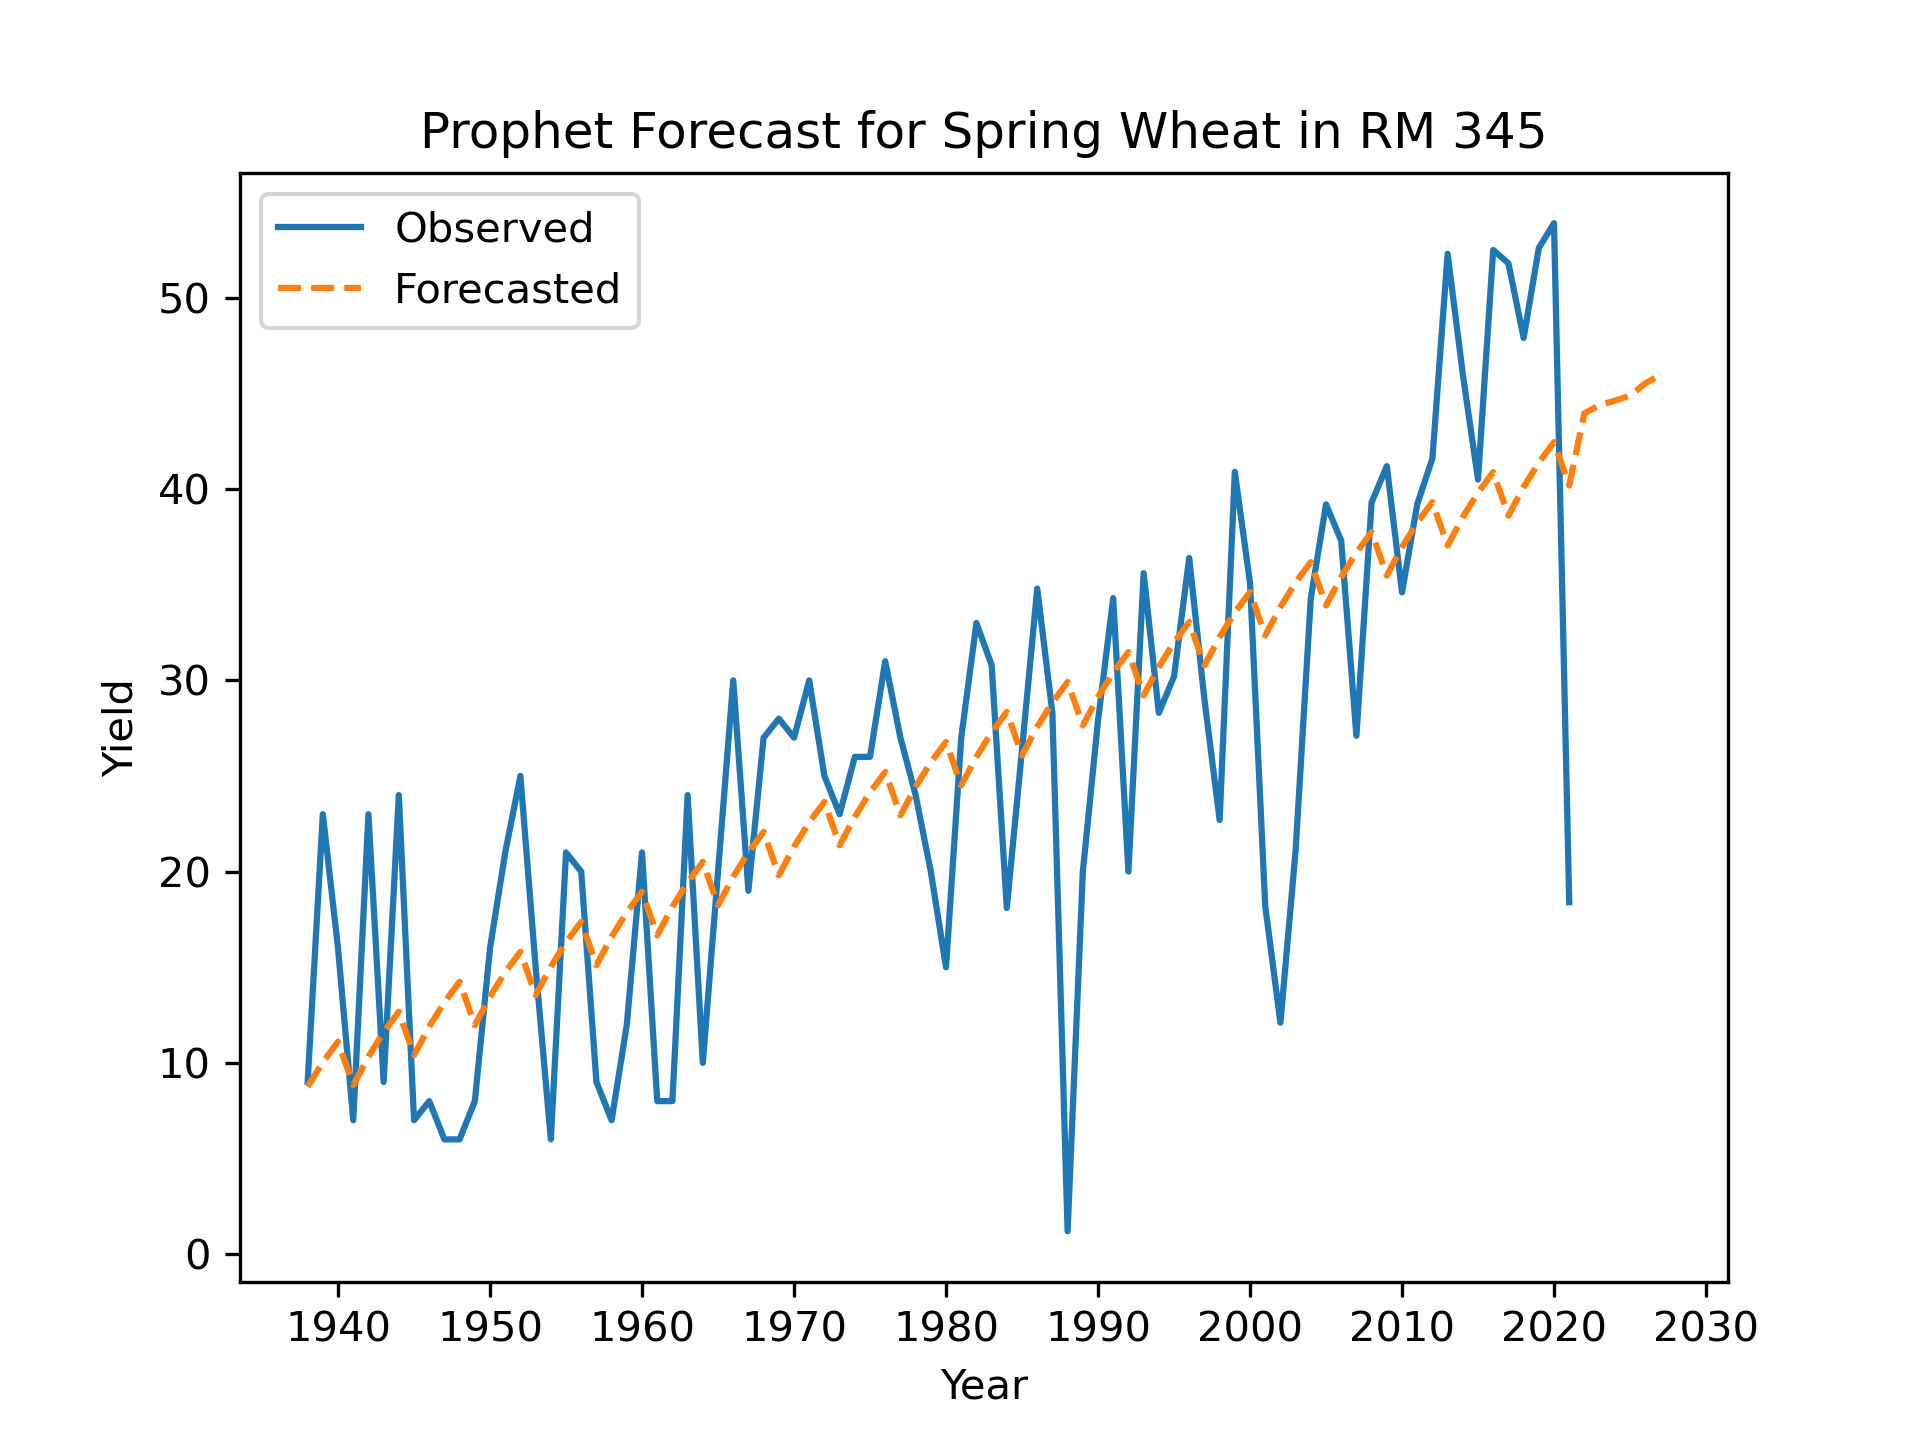 Prophet Forecast for Spring Wheat in RM 345
Observed
Forecasted
50
40
30
20
10
0
Yield
1940 1950 1960 1970 1980 1990 2000 2010 2020 2030
Year